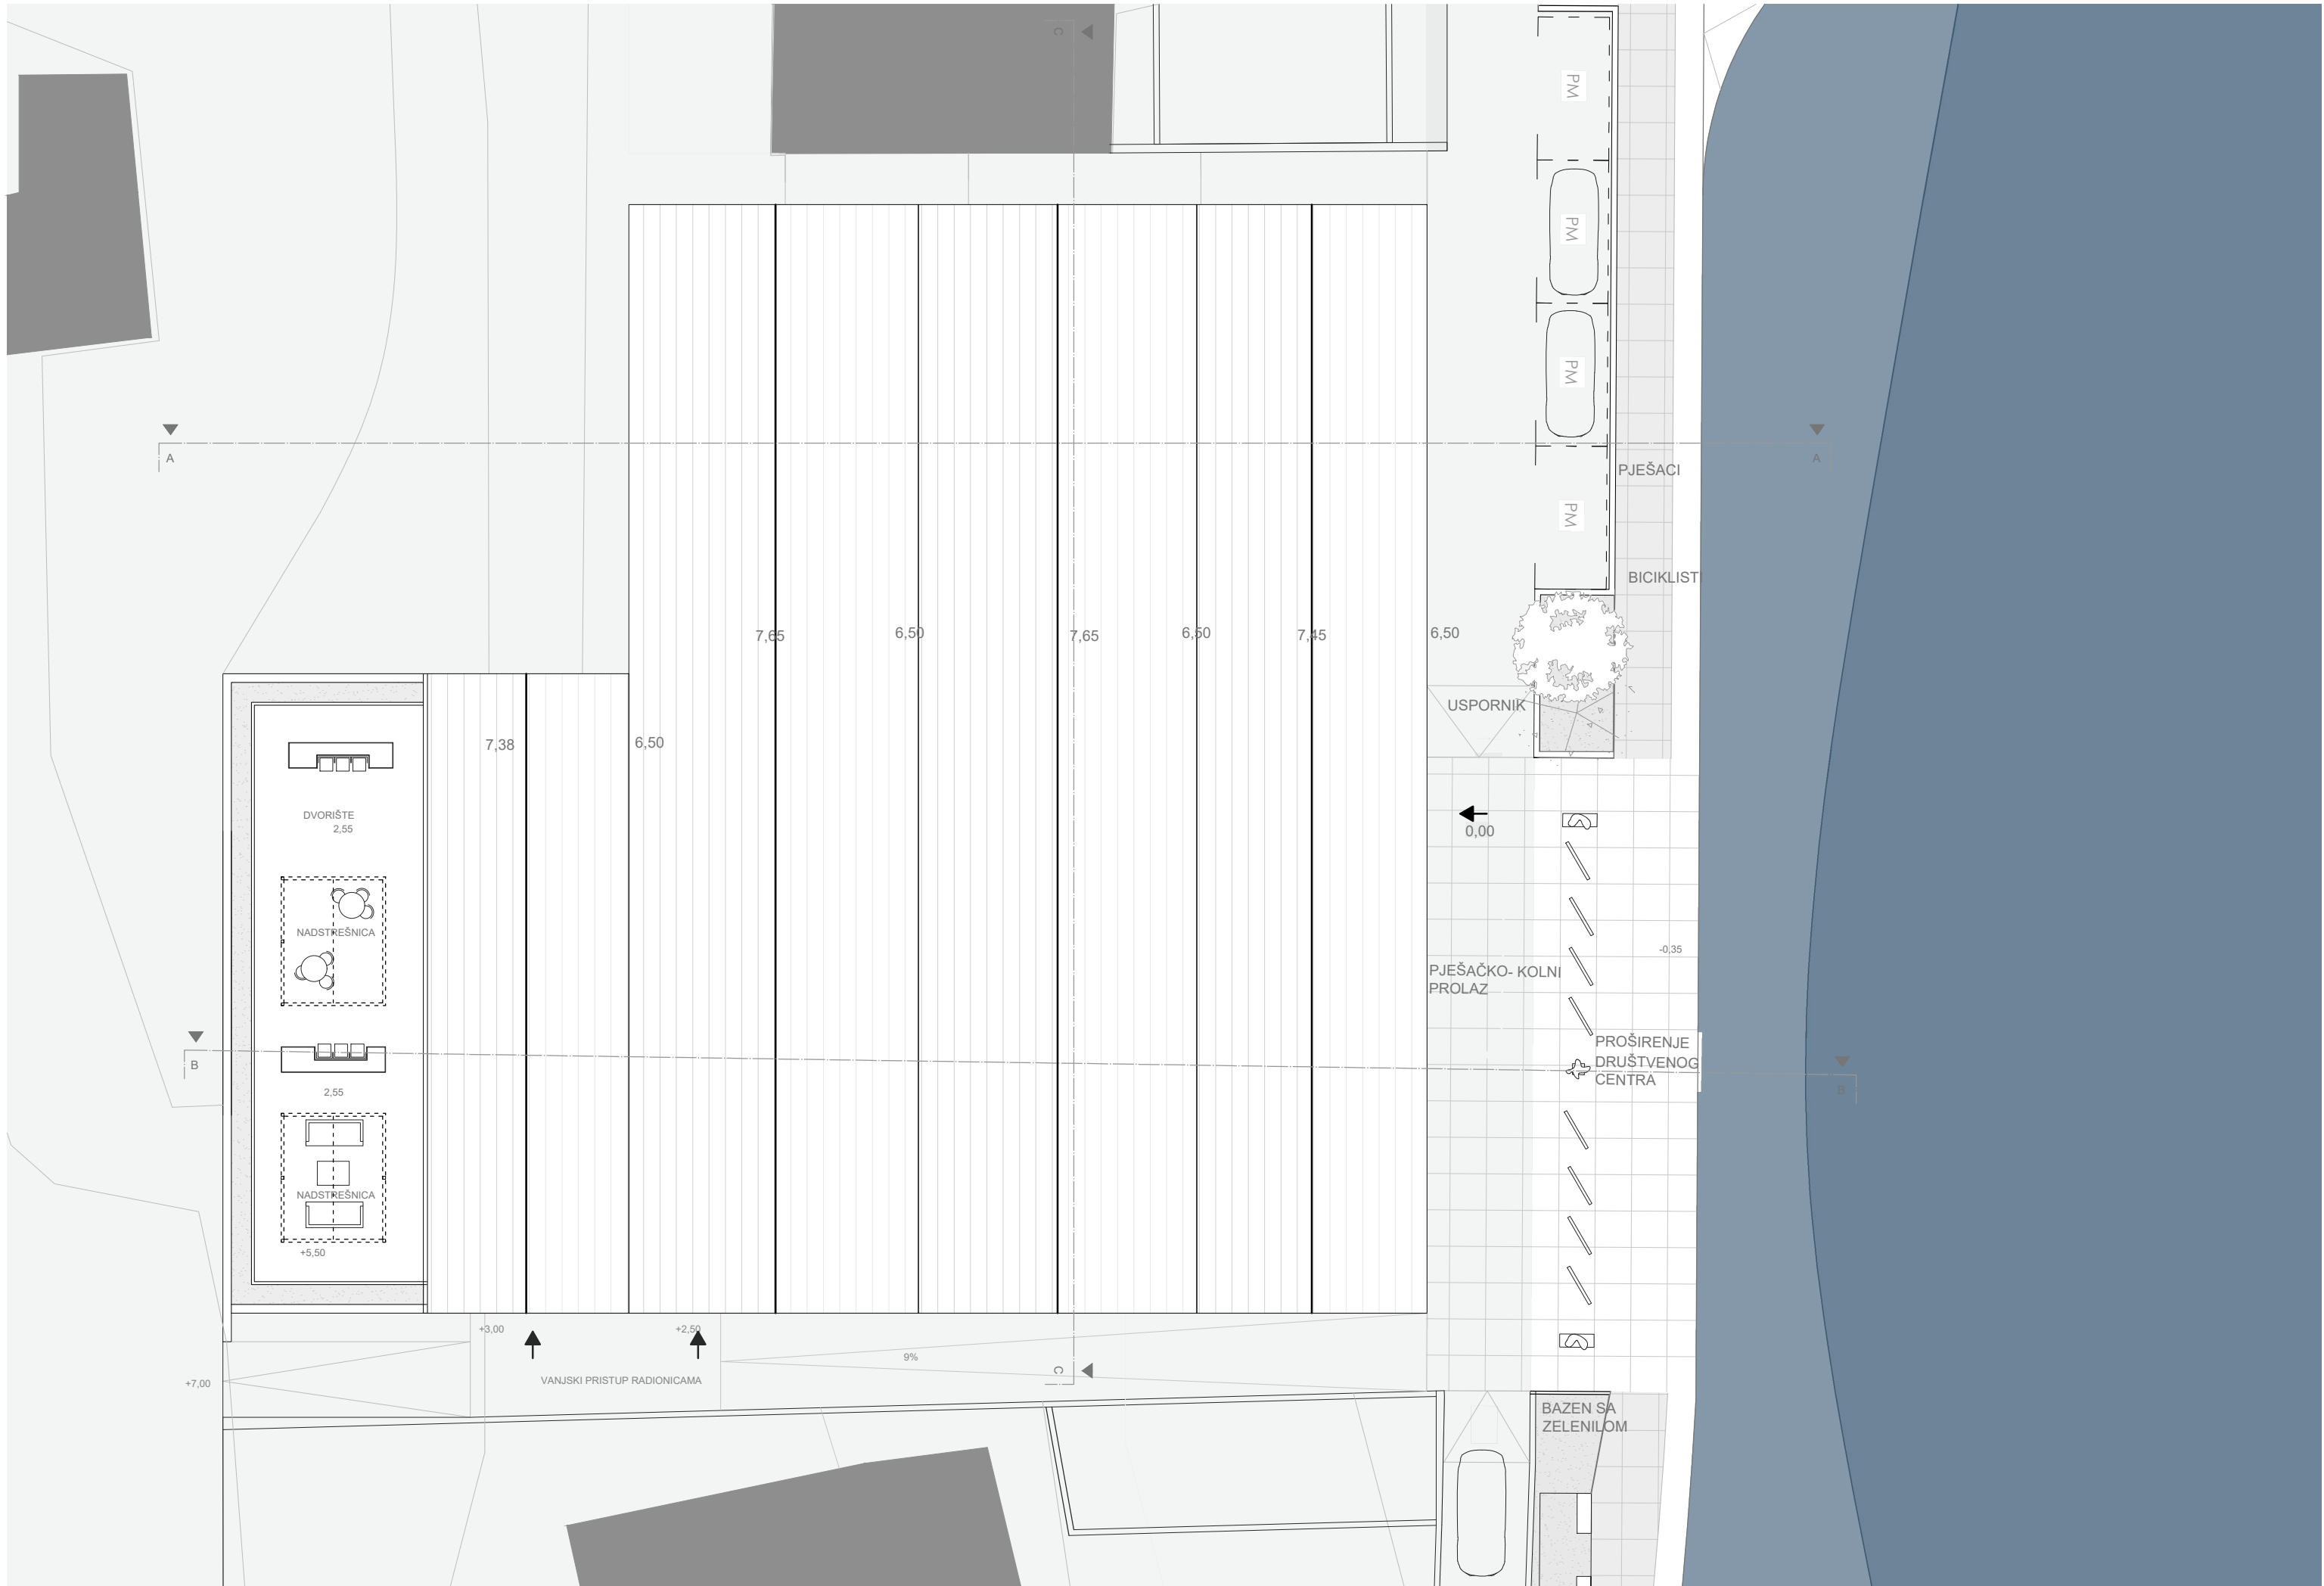 C
PM
PM
PM
PM
A
A
PJEŠACI
BICIKLISTI
7,65
6,50
7,65
6,50
7,45
6,50
USPORNIK
7,38
6,50
DVORIŠTE
2,55
0,00
NADSTREŠNICA
-0,35
PJEŠAČKO- KOLNI
PROLAZ
PROŠIRENJE
DRUŠTVENOG
CENTRA
B
B
2,55
NADSTREŠNICA
+5,50
+3,00
+2,50
9%
C
VANJSKI PRISTUP RADIONICAMA
+7,00
BAZEN SA
ZELENILOM